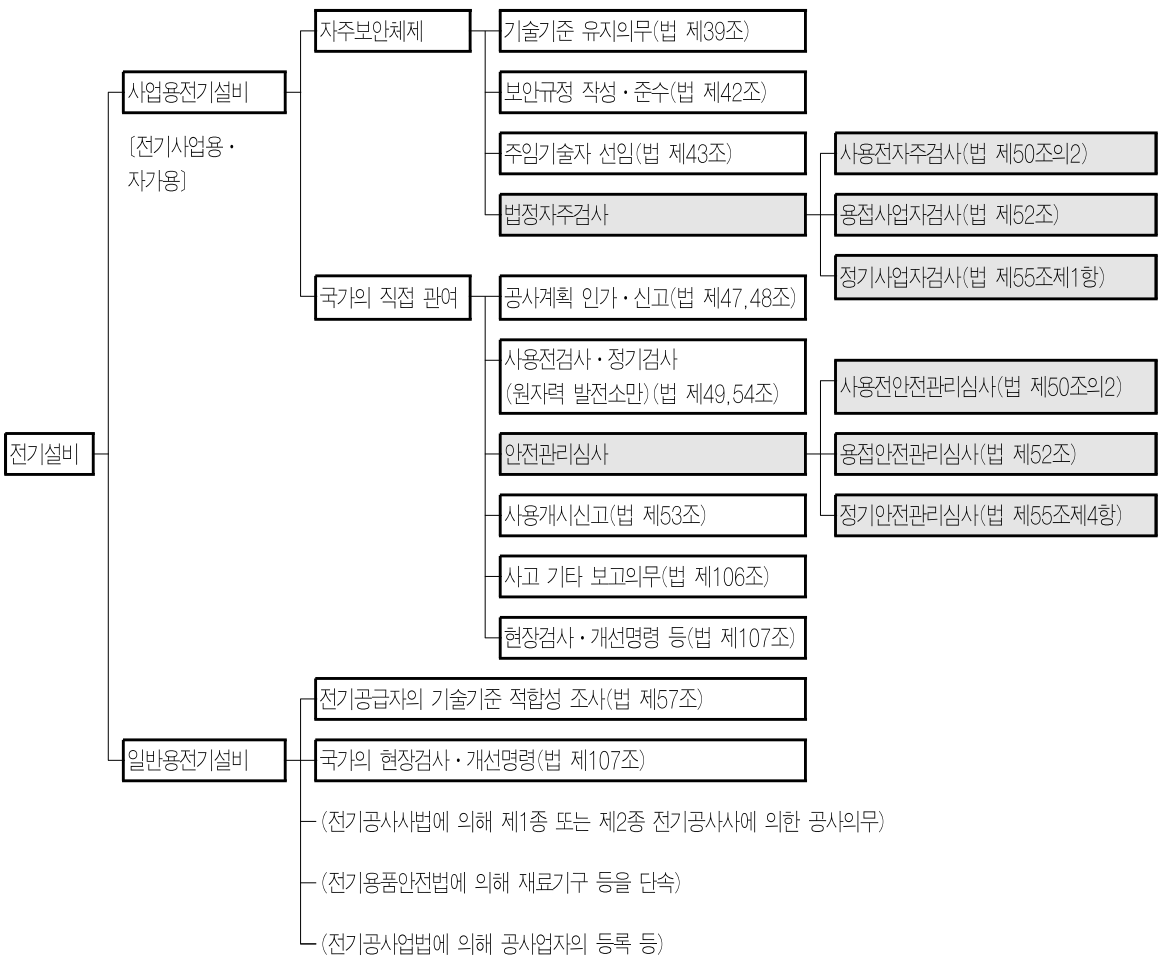 자주보안체제
기술기준 유지의무(법 제39조)
사업용전기설비
보안규정 작성·준수(법 제42조)
[전기사업용·
자가용]
주임기술자 선임(법 제43조)
사용전자주검사(법 제50조의2)
법정자주검사
용접사업자검사(법 제52조)
정기사업자검사(법 제55조제1항)
국가의 직접 관여
공사계획 인가·신고(법 제47,48조)
사용전검사·정기검사
(원자력 발전소만)(법 제49,54조)
사용전안전관리심사(법 제50조의2)
전기설비
안전관리심사
용접안전관리심사(법 제52조)
사용개시신고(법 제53조)
정기안전관리심사(법 제55조제4항)
사고 기타 보고의무(법 제106조)
현장검사·개선명령 등(법 제107조)
전기공급자의 기술기준 적합성 조사(법 제57조)
일반용전기설비
국가의 현장검사·개선명령(법 제107조)
(전기공사사법에 의해 제1종 또는 제2종 전기공사사에 의한 공사의무)
(전기용품안전법에 의해 재료기구 등을 단속)
(전기공사업법에 의해 공사업자의 등록 등)